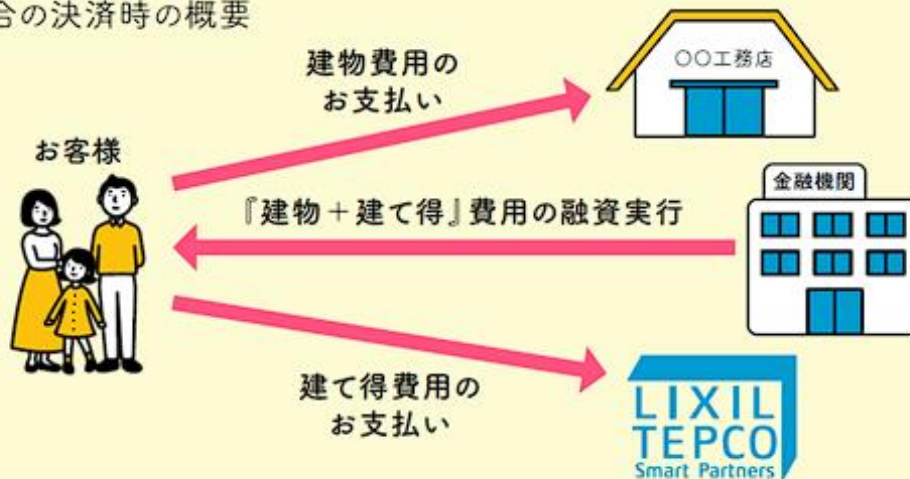 合の決済時の概要
建物費用の
お支払い
〇〇工務店
お客様
金融機関
『建物＋建て得』費用の融資実行
建て得費用の
お支払い
LIXIL
TEPCO
Smart Partners